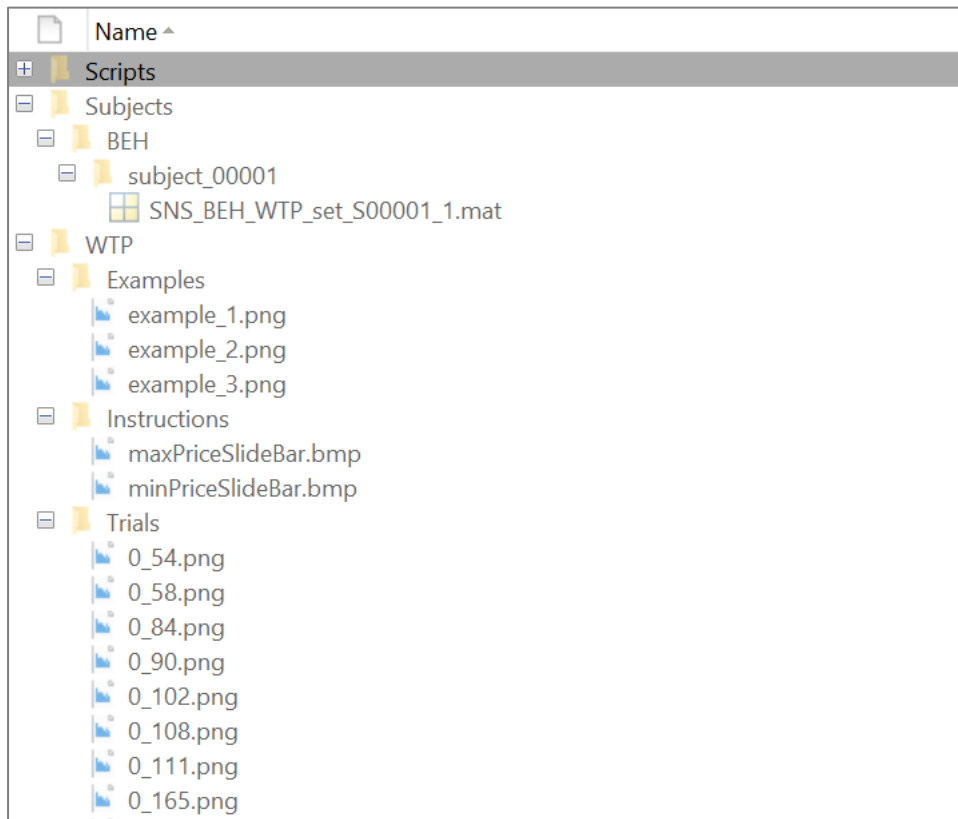 Name
Scripts
Subjects
BEH
subject_00001
SNS_BEH_WTP_set_S00001_1.mat
WTP
Examples
example_1.png
example_2.png
example_3.png
Instructions
maxPriceSlideBar.bmp
minPriceSlideBar.bmp
Trials
0_54.png
0_58.png
0_84.png
0_90.png
0_102.png
0_108.png
0_111.png
0_165.png